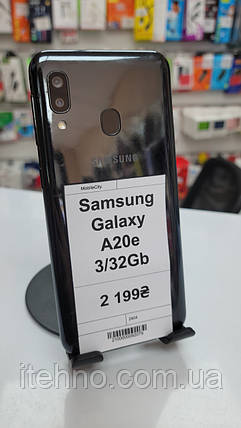 SAMSUNG
MobileCity
Samsung
Galaxy
A20e
3/32Gb
2 199₴
itehno.com.ua